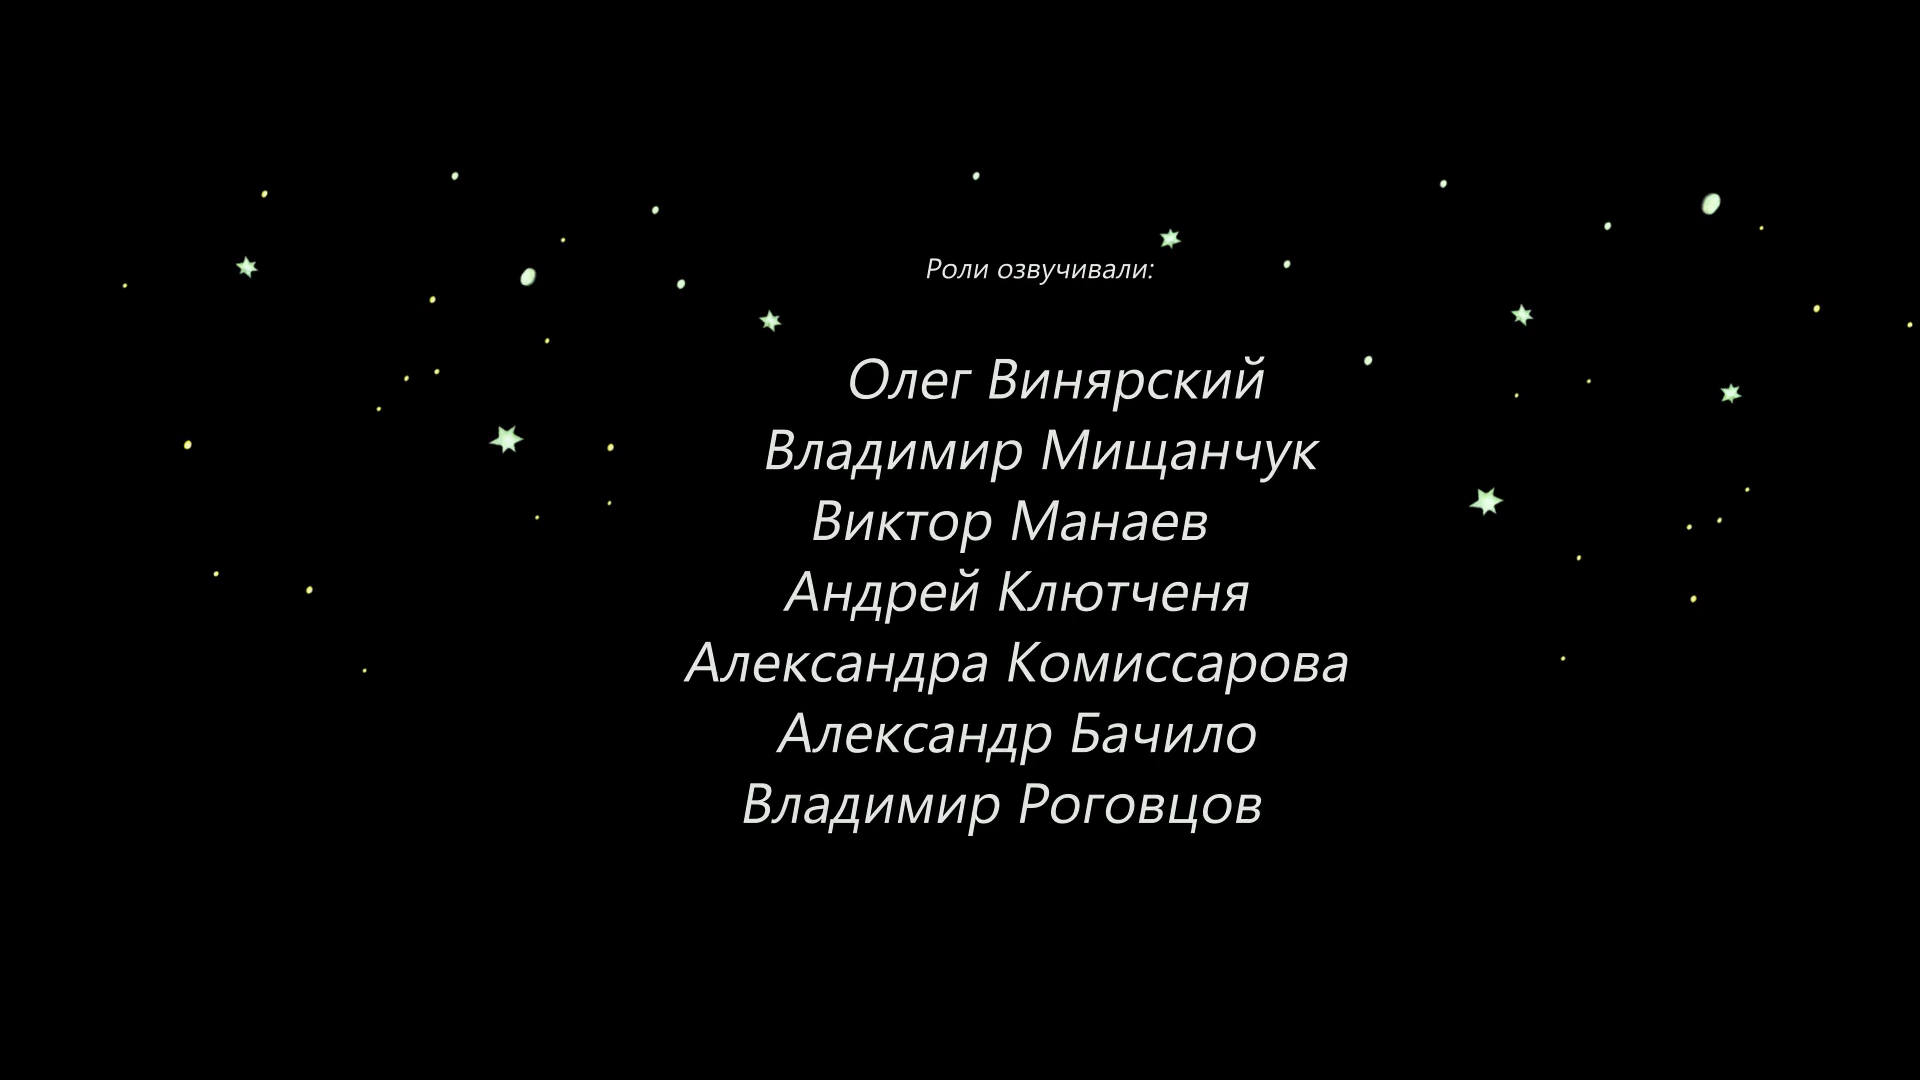 Роли озвучивали:
Олег Винярский
Владимир Мищанчук
Виктор Манаев
Андрей Клютченя
Александра Комиссарова
Александр Бачило
Владимир Роговцов